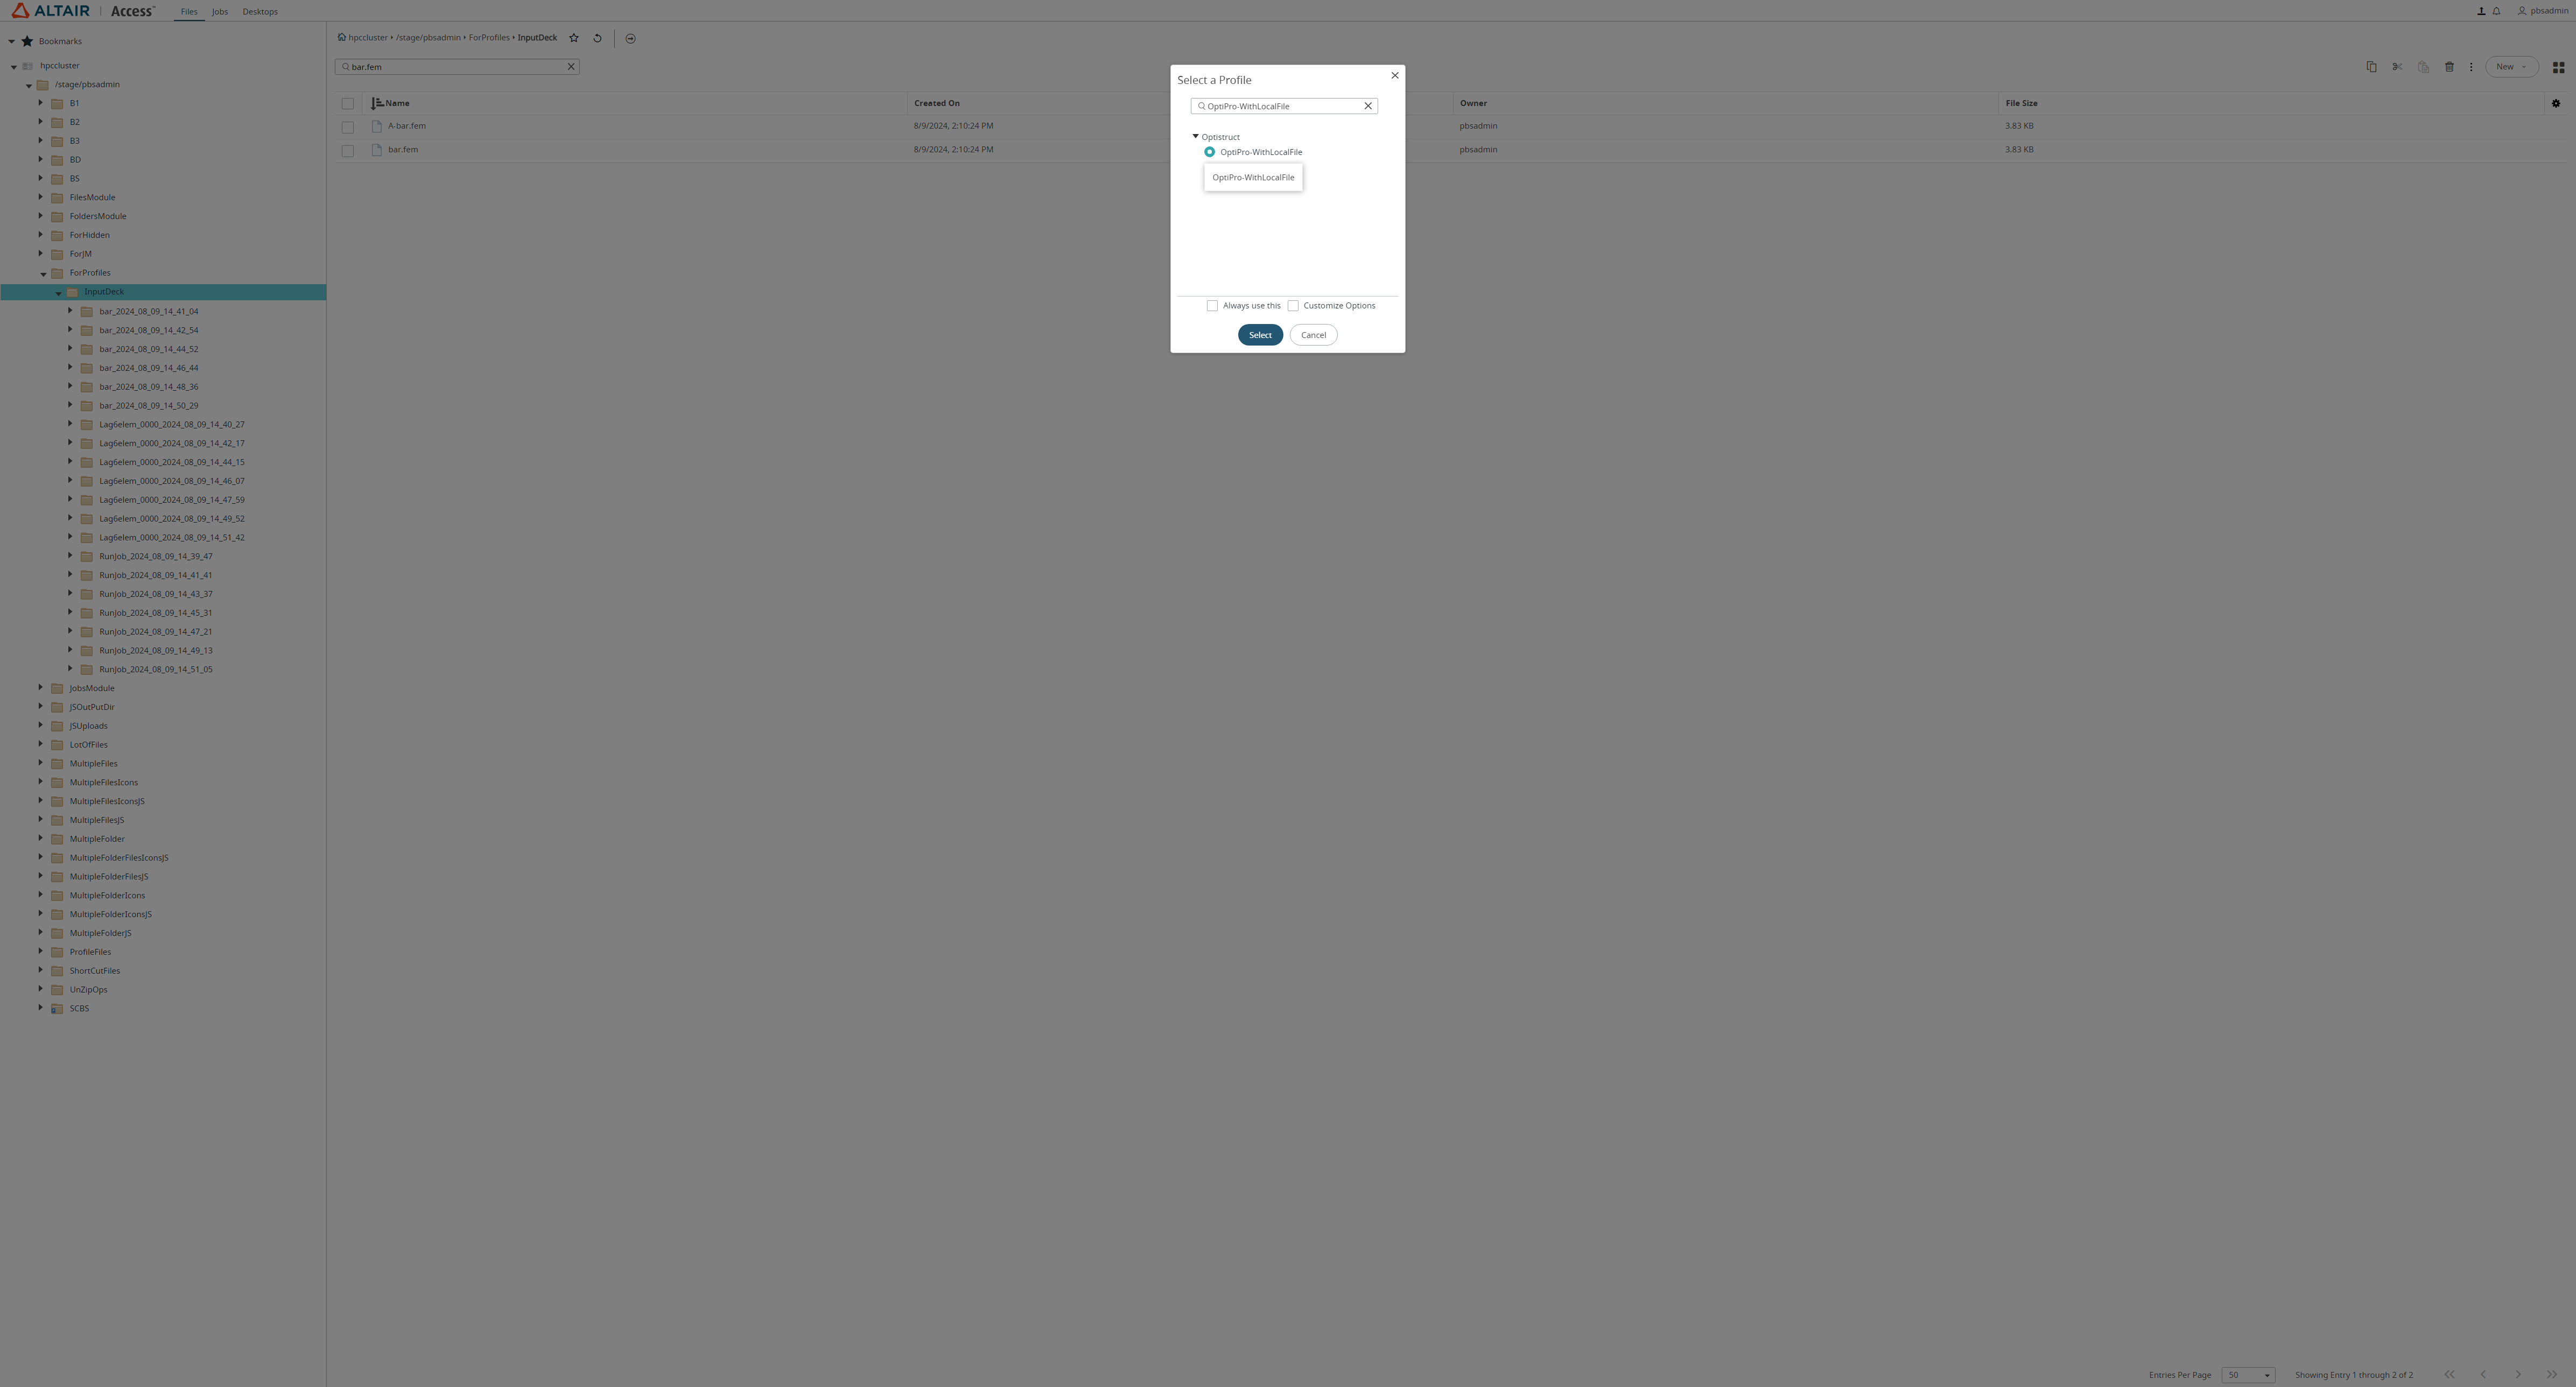 ALTAIR | Access™ Files Jobs Desktops pbsadmin
Bookmarks
hpccluster
/stage/pbsadmin
B1
B2
B3
BD
BS
FilesModule
FoldersModule
ForHidden
ForJM
ForProfiles
InputDeck
bar_2024_08_09_14_41_04
bar_2024_08_09_14_42_54
bar_2024_08_09_14_44_52
bar_2024_08_09_14_46_44
bar_2024_08_09_14_48_36
bar_2024_08_09_14_50_29
Lag6elem_0000_2024_08_09_14_40_27
Lag6elem_0000_2024_08_09_14_42_17
Lag6elem_0000_2024_08_09_14_44_15
Lag6elem_0000_2024_08_09_14_46_07
Lag6elem_0000_2024_08_09_14_47_59
Lag6elem_0000_2024_08_09_14_49_52
Lag6elem_0000_2024_08_09_14_51_42
RunJob_2024_08_09_14_39_47
RunJob_2024_08_09_14_41_41
RunJob_2024_08_09_14_43_37
RunJob_2024_08_09_14_45_31
RunJob_2024_08_09_14_47_21
RunJob_2024_08_09_14_49_13
RunJob_2024_08_09_14_51_05
JobsModule
JSOutPutDir
JSUploads
LotOfFiles
MultipleFiles
MultipleFilesIcons
MultipleFilesIconsJS
MultipleFilesJS
MultipleFolder
MultipleFolderFilesIconsJS
MultipleFolderFilesJS
MultipleFolderIcons
MultipleFolderIconsJS
MultipleFolderJS
ProfileFiles
ShortCutFiles
UnZipOps
SCBS
hpccluster /stage/pbsadmin ForProfiles InputDeck
bar.fem
New
Name Created On Owner File Size
A-bar.fem 8/9/2024, 2:10:24 PM pbsadmin 3.83 KB
bar.fem 8/9/2024, 2:10:24 PM pbsadmin 3.83 KB
Select a Profile
OptiPro-WithLocalFile
Optistruct
OptiPro-WithLocalFile
OptiPro-WithLocalFile
Always use this Customize Options
Select Cancel
Entries Per Page 50 Showing Entry 1 through 2 of 2